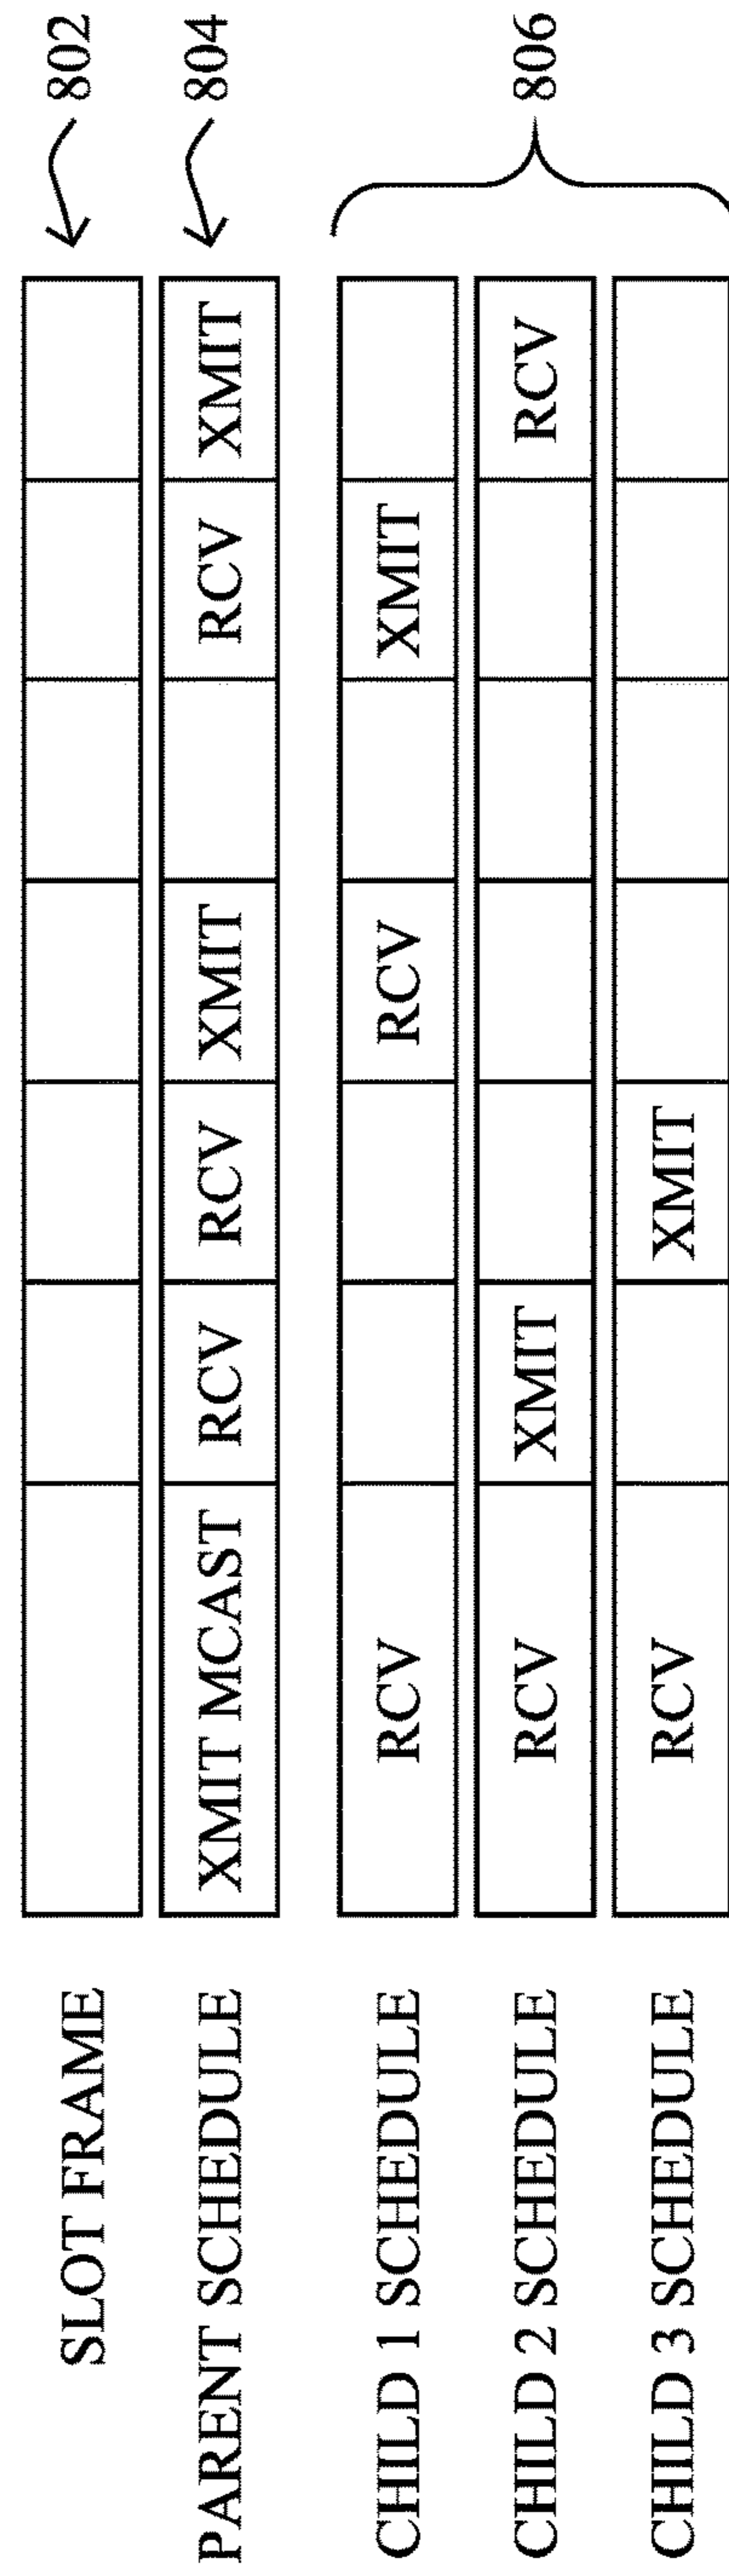 SLOT FRAME 802
PARENT SCHEDULE XMIT MCAST RCV RCV XMIT RCV XMIT 804
CHILD 1 SCHEDULE RCV RCV XMIT
CHILD 2 SCHEDULE RCV XMIT RCV 806
CHILD 3 SCHEDULE RCV XMIT